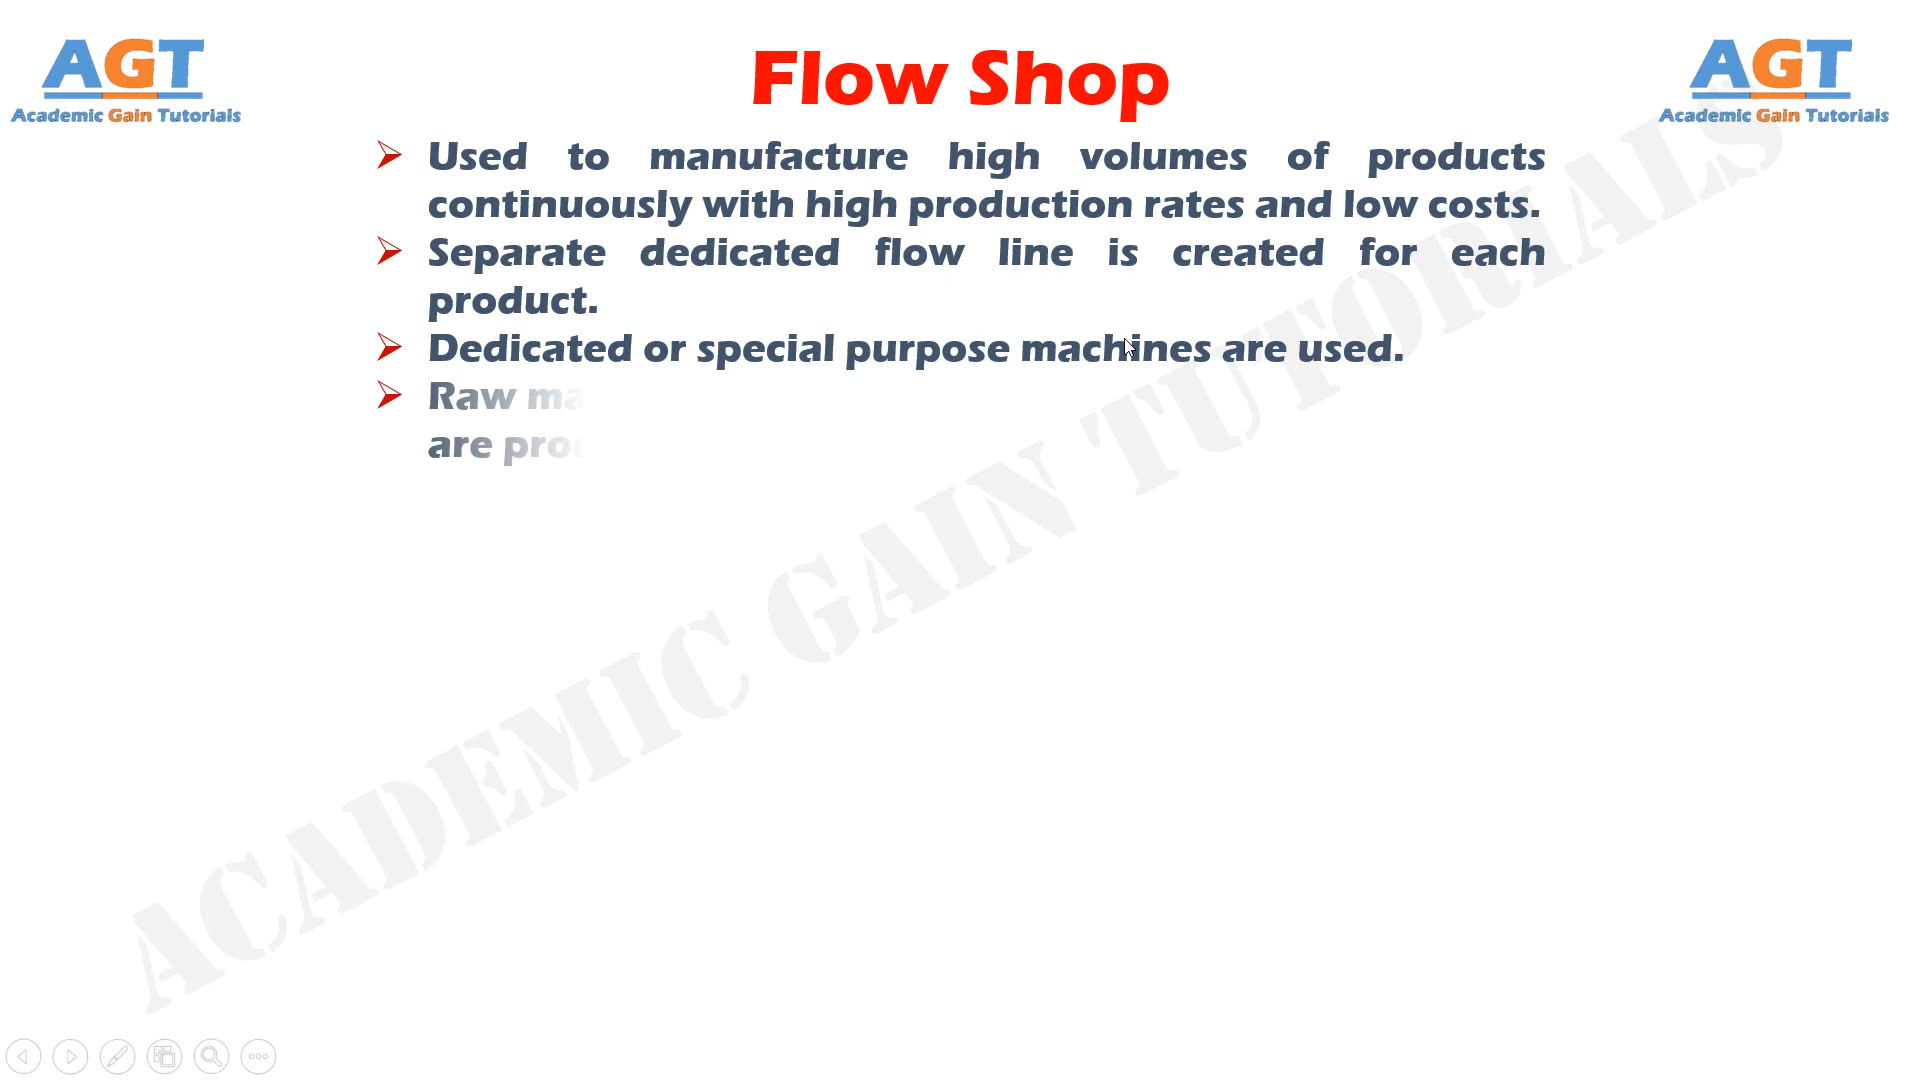 AGT
Academic Gain Tutorials
Flow Shop
AGT
Academic Gain Tutorials
Used to manufacture high volumes of products
continuously with high production rates and low costs.
Separate dedicated flow line is created for each
product.
Dedicated or special purpose machines are used.
Raw
are
ACADEMIC GAIN TUTORIALS